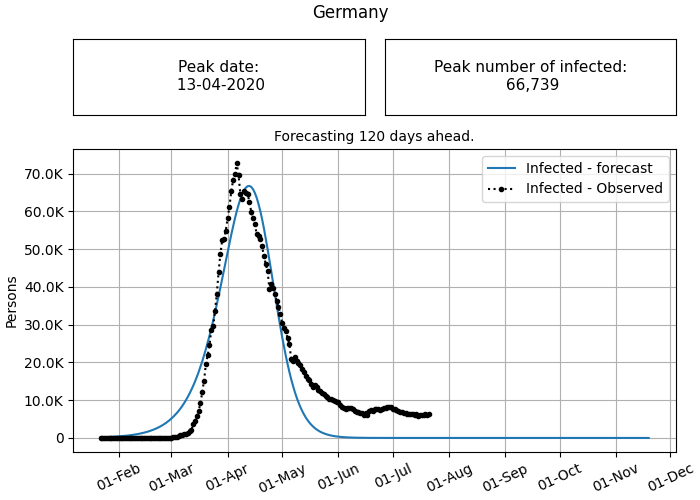 Germany
Peak date:
13-04-2020
Peak number of infected:
66,739
Forecasting 120 days ahead.
Infected - forecast
Infected - Observed
70.0K
60.0K
50.0K
40.0K
30.0K
20.0K
10.0K
0
Persons
01-Feb
01-Mar
01-Apr
01-May
01-Jun
01-Jul
01-Aug
01-Sep
01-Oct
01-Nov
01-Dec